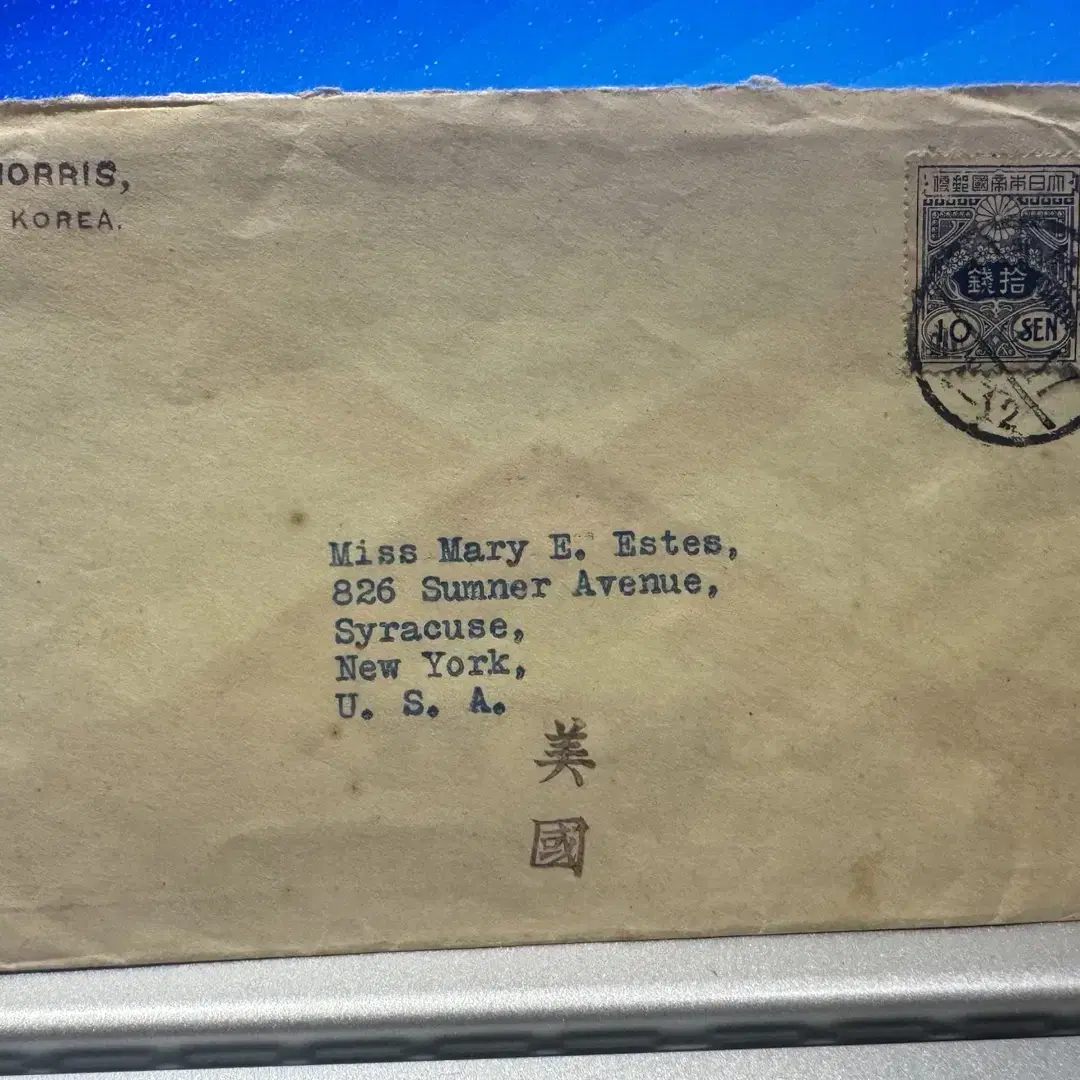 ORRIS,
KOREA.
便郵國帝本日大
錢拾
10 SEN
12
Miss Mary E. Estes,
826 Sumner Avenue,
Syracuse,
New York,
U. S. A.
美
國